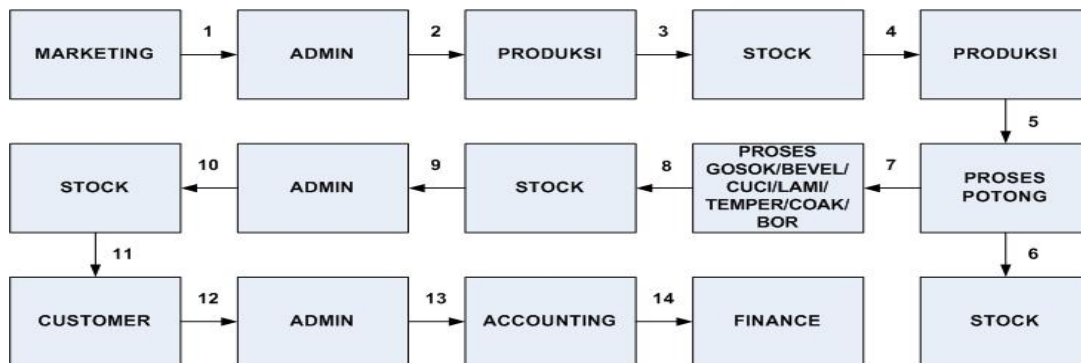 MARKETING
1
ADMIN
2
PRODUKSI
3
STOCK
4
PRODUKSI
5
STOCK
10
ADMIN
9
STOCK
8
PROSES
GOSOK/BEVEL/
CUCI/LAMI/
TEMPER/COAK/
BOR
7
PROSES
POTONG
11
6
CUSTOMER
12
ADMIN
13
ACCOUNTING
14
FINANCE
STOCK